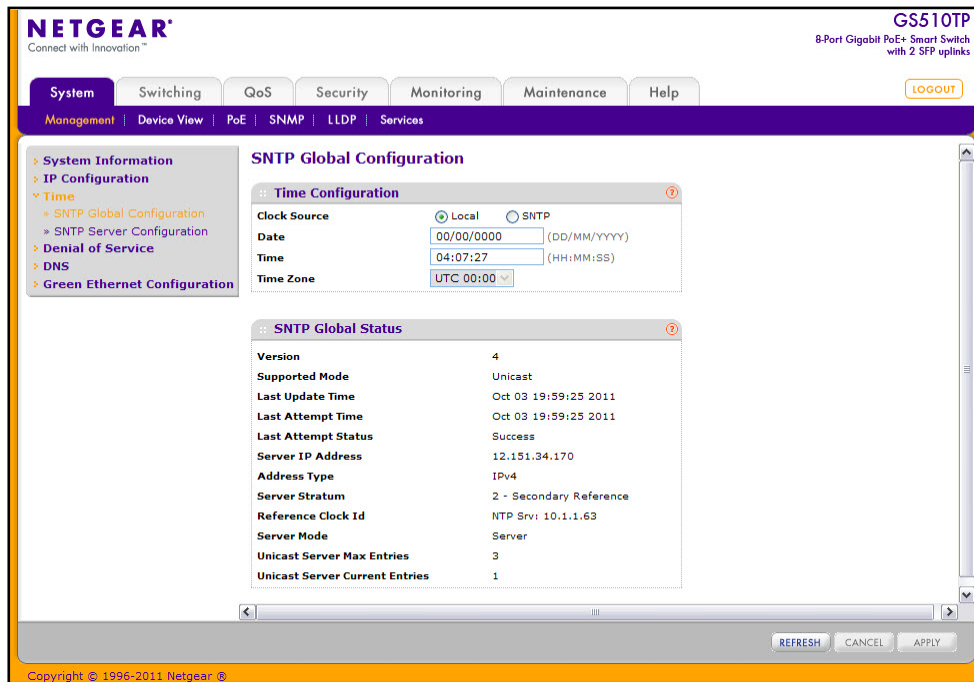 NETGEAR®
Connect with Innovation™
GS510TP
8-Port Gigabit PoE+ Smart Switch
with 2 SFP uplinks
System Switching QoS Security Monitoring Maintenance Help LOGOUT
Management | Device View | PoE | SNMP | LLDP | Services
System Information
IP Configuration
Time
» SNTP Global Configuration
» SNTP Server Configuration
Denial of Service
DNS
Green Ethernet Configuration
SNTP Global Configuration
:: Time Configuration ?
Clock Source Local SNTP
Date 00/00/0000 (DD/MM/YYYY)
Time 04:07:27 (HH:MM:SS)
Time Zone UTC 00:00
:: SNTP Global Status ?
Version 4
Supported Mode Unicast
Last Update Time Oct 03 19:59:25 2011
Last Attempt Time Oct 03 19:59:25 2011
Last Attempt Status Success
Server IP Address 12.151.34.170
Address Type IPv4
Server Stratum 2 - Secondary Reference
Reference Clock Id NTP Srv: 10.1.1.63
Server Mode Server
Unicast Server Max Entries 3
Unicast Server Current Entries 1
REFRESH CANCEL APPLY
Copyright © 1996-2011 Netgear ®